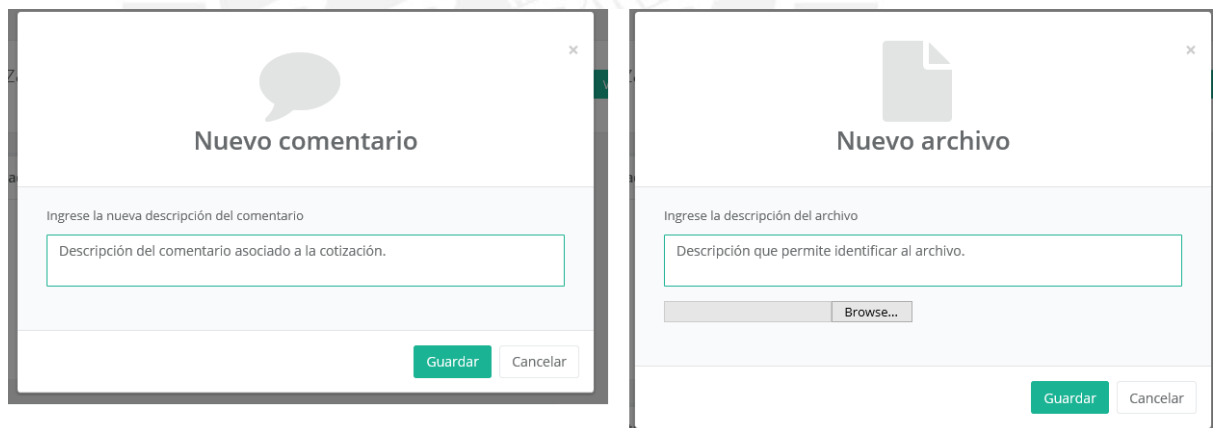 Nuevo comentario
Ingrese la nueva descripción del comentario
Descripción del comentario asociado a la cotización.
Guardar
Cancelar
Nuevo archivo
Ingrese la descripción del archivo
Descripción que permite identificar al archivo.
Browse...
Guardar
Cancelar